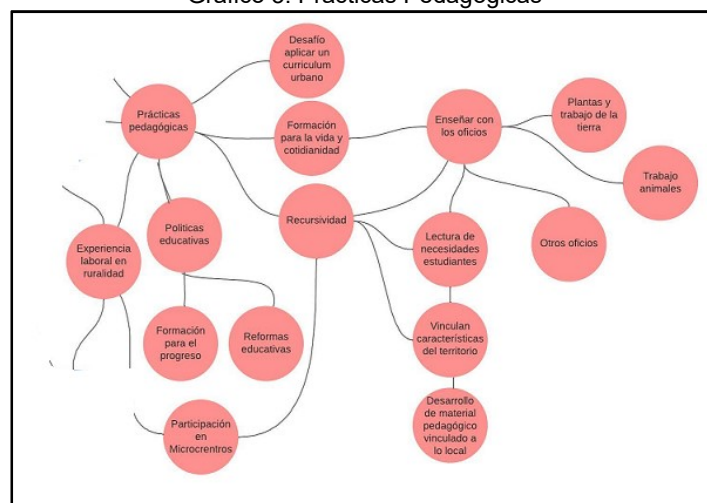 Gráfico 3. Prácticas Pedagógicas
Desafío
aplicar un
curriculum
urbano
Prácticas
pedagógicas
Formación
para la vida y
cotidianidad
Enseñar con
los oficios
Plantas y
trabajo de la
tierra
Trabajo
animales
Recursividad
Politicas
educativas
Experiencia
laboral en
ruralidad
Lectura de
necesidades
estudiantes
Otros oficios
Formación
para el
progreso
Reformas
educativas
Vinculan
características
del territorio
Participación
en
Microcentros
Desarrollo
de material
pedagógico
vinculado a
lo local